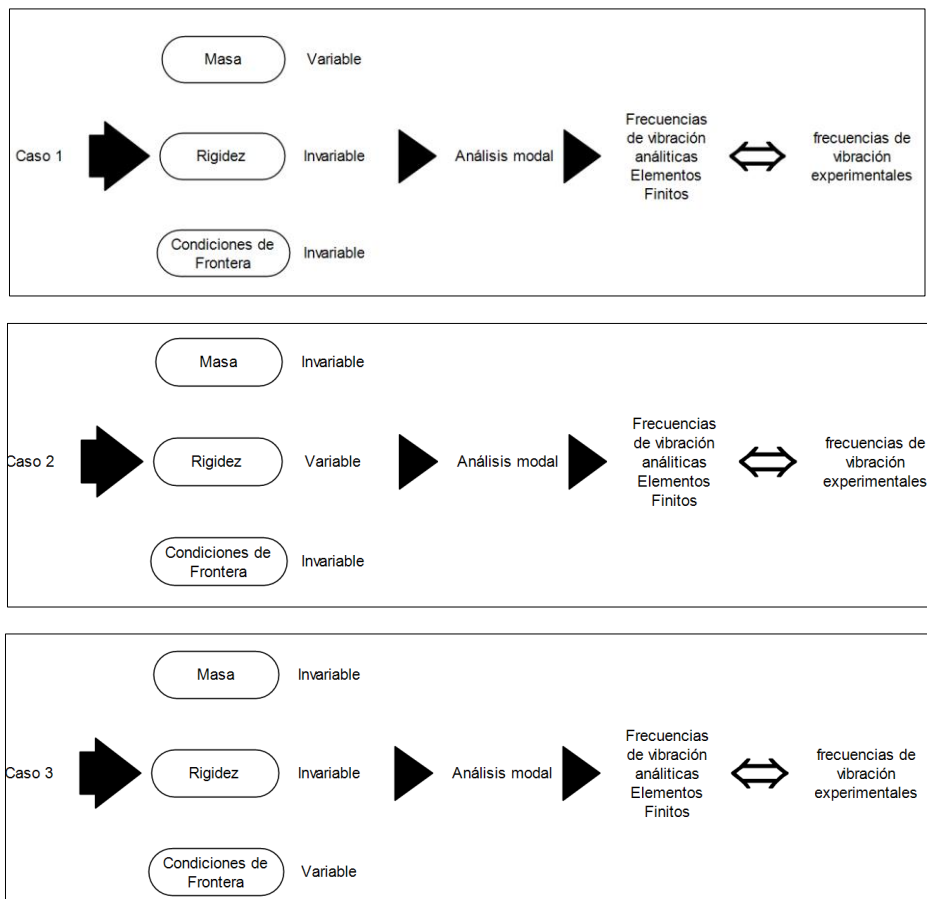 Masa Variable
Caso 1
Rigidez Invariable
Análisis modal
Frecuencias
de vibración
análiticas
Elementos
Finitos
frecuencias de
vibración
experimentales
Condiciones de
Frontera
Invariable
Masa Invariable
Caso 2
Rigidez Variable
Análisis modal
Frecuencias
de vibración
análiticas
Elementos
Finitos
frecuencias de
vibración
experimentales
Condiciones de
Frontera
Invariable
Masa Invariable
Caso 3
Rigidez Invariable
Análisis modal
Frecuencias
de vibración
análiticas
Elementos
Finitos
frecuencias de
vibración
experimentales
Condiciones de
Frontera
Variable